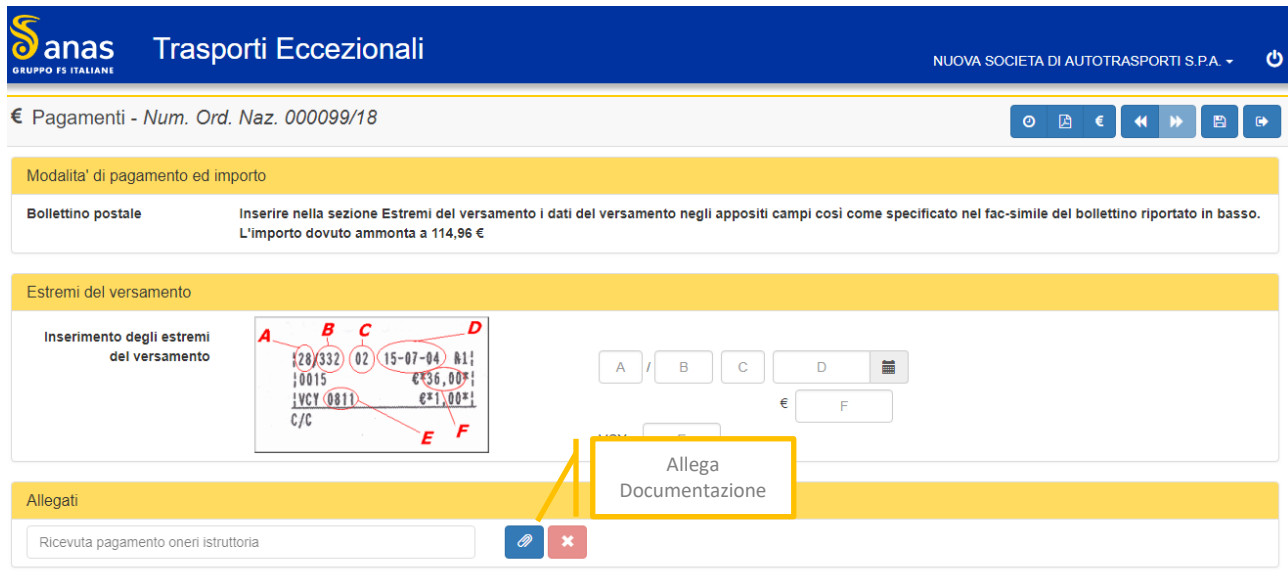 anas
GRUPPO FS ITALIANE
Trasporti Eccezionali
NUOVA SOCIETA DI AUTOTRASPORTI S.P.A.
€ Pagamenti - Num. Ord. Naz. 000099/18
€
Modalita' di pagamento ed importo
Bollettino postale
Inserire nella sezione Estremi del versamento i dati del versamento negli appositi campi così come specificato nel fac-simile del bollettino riportato in basso.
L'importo dovuto ammonta a 114,96 €
Estremi del versamento
Inserimento degli estremi
del versamento
A B C D
28/332 02 15-07-04 &1
0015 €*36,00*
VCY 0811 €*1,00*
C/C
E F
A / B C D
€ F
Allega
Documentazione
Allegati
Ricevuta pagamento oneri istruttoria